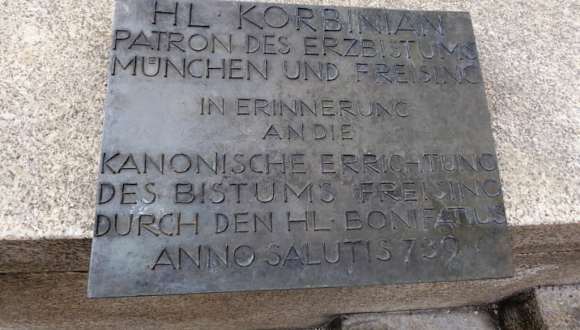 HL. KORBINIAN
PATRON DES ERZBISTUMS
MÜNCHEN UND FREISING
IN ERINNERUNG
AN DIE
KANONISCHE ERRICHTUNG
DES BISTUMS FREISING
DURCH DEN HL. BONIFATIUS
ANNO SALUTIS 739